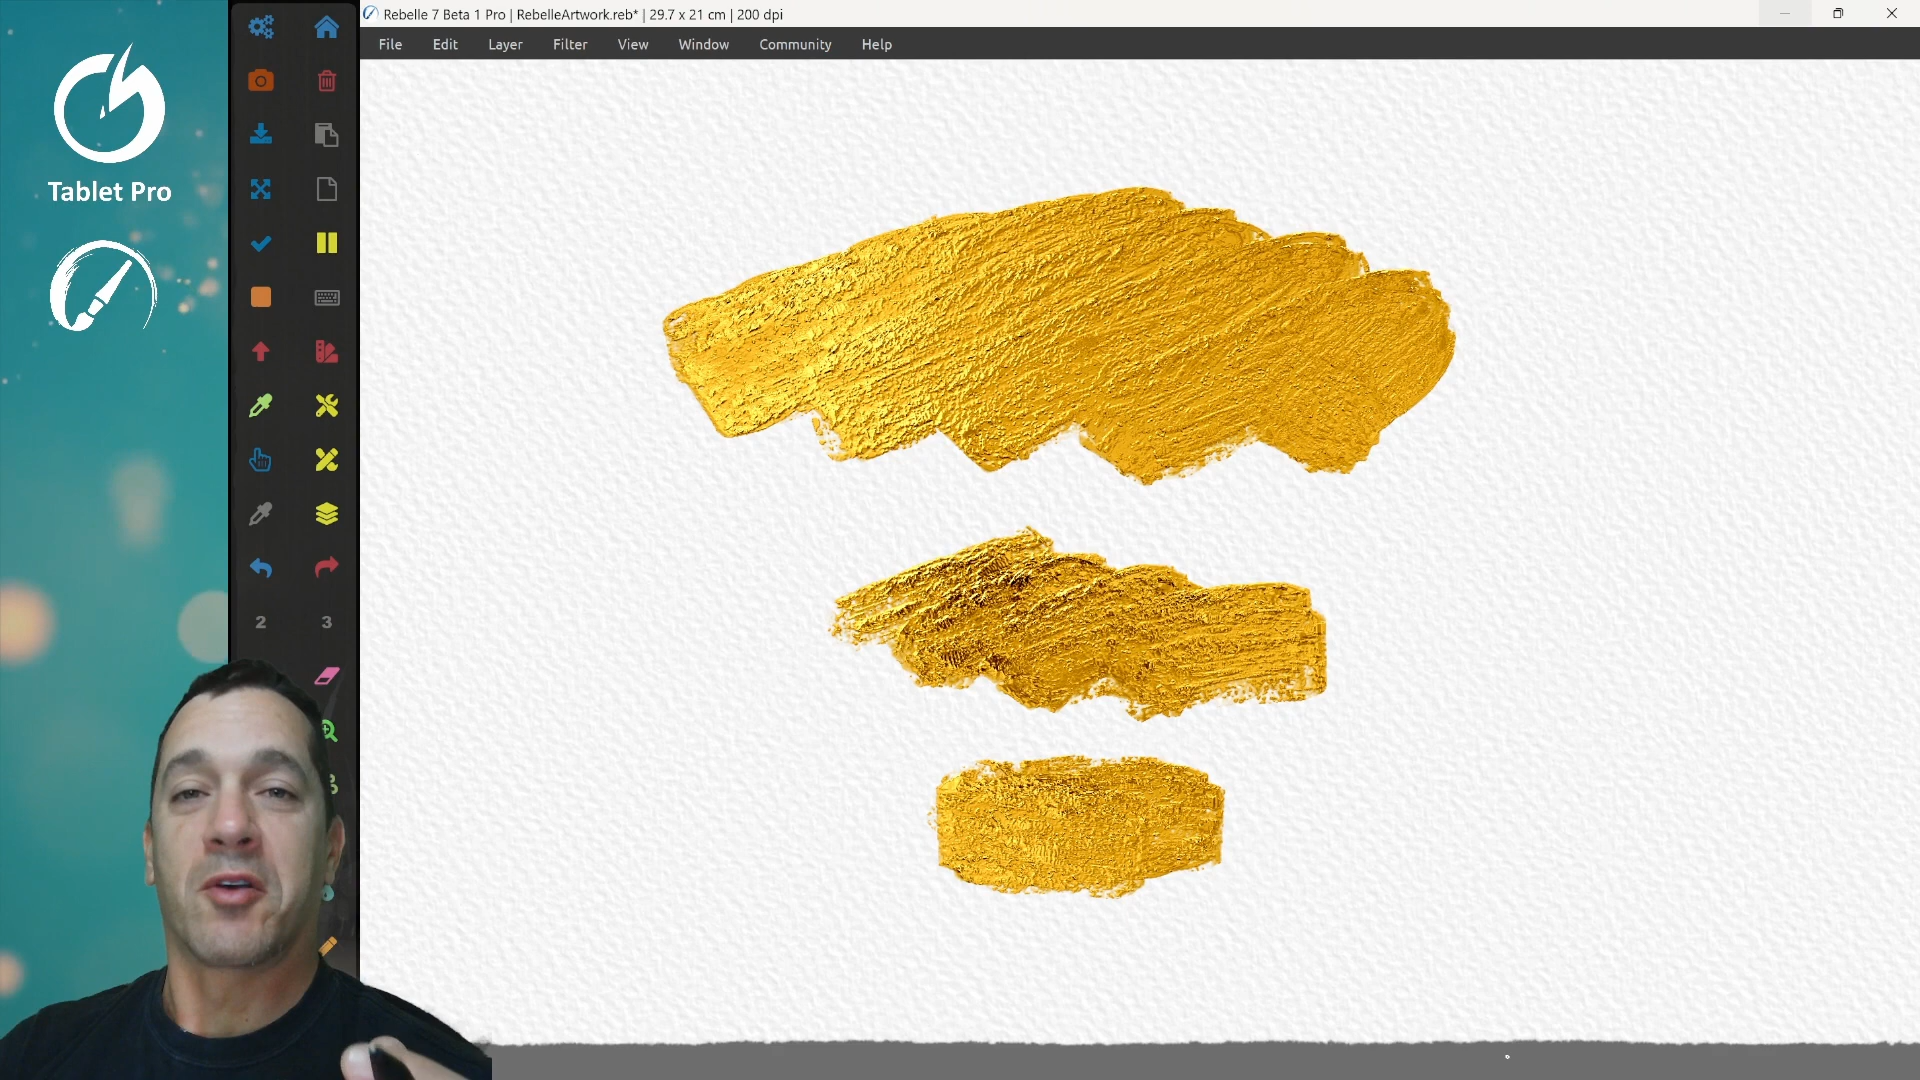 Rebelle 7 Beta 1 Pro | RebelleArtwork.reb* | 29.7 x 21 cm | 200 dpi
File Edit Layer Filter View Window Community Help
Tablet Pro
2 3